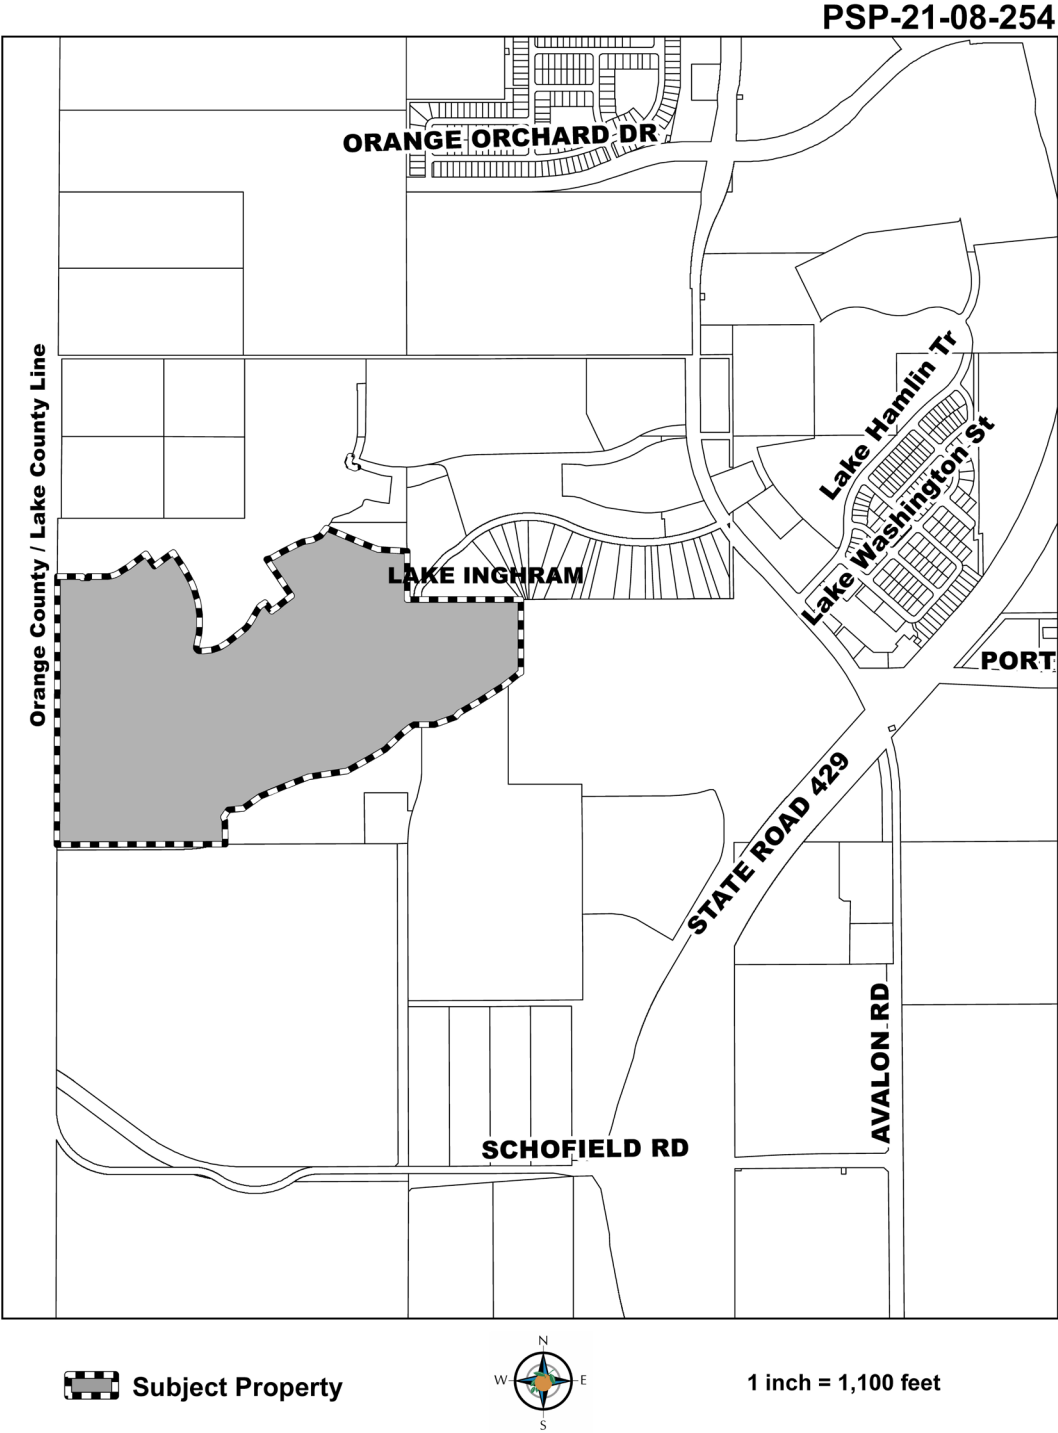 PSP-21-08-254
ORANGE ORCHARD DR
Orange County / Lake County Line
Lake Hamlin Tr
Lake Washington St
LAKE INGHRAM
PORT
STATE ROAD 429
AVALON RD
SCHOFIELD RD
Subject Property
N
W
E
S
1 inch = 1,100 feet